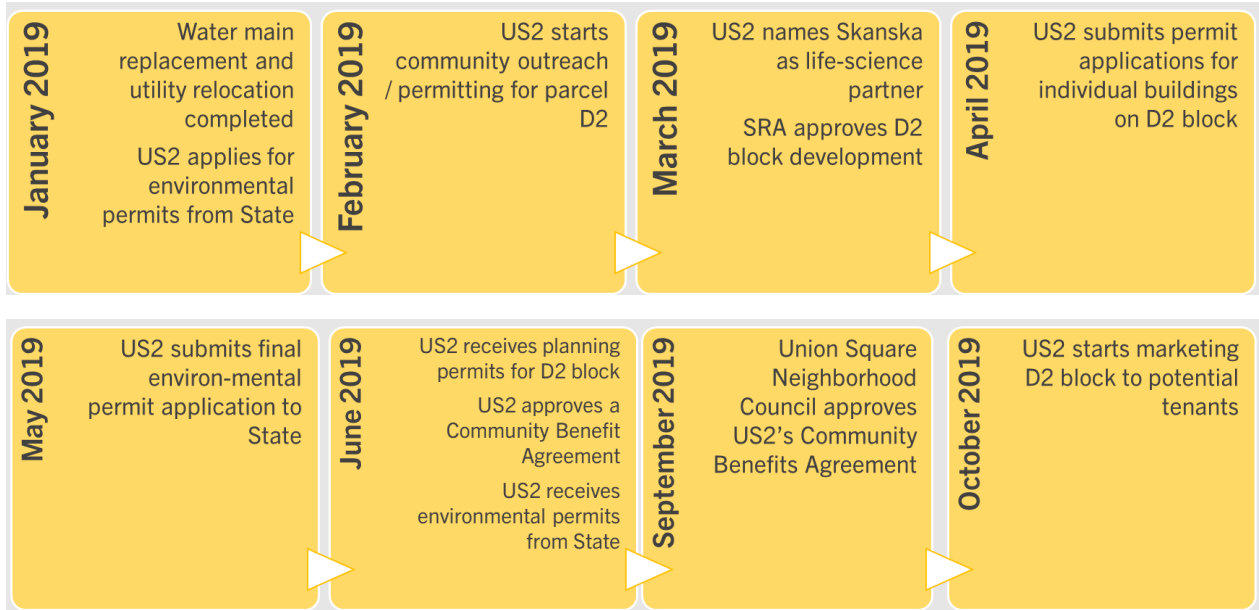 January 2019
Water main
replacement and
utility relocation
completed
US2 applies for
environmental
permits from State
February 2019
US2 starts
community outreach
/ permitting for parcel
D2
March 2019
US2 names Skanska
as life-science
partner
SRA approves D2
block development
April 2019
US2 submits permit
applications for
individual buildings
on D2 block
May 2019
US2 submits final
environ-mental
permit application to
State
June 2019
US2 receives planning
permits for D2 block
US2 approves a
Community Benefit
Agreement
US2 receives
environmental permits
from State
September 2019
Union Square
Neighborhood
Council approves
US2’s Community
Benefits Agreement
October 2019
US2 starts marketing
D2 block to potential
tenants